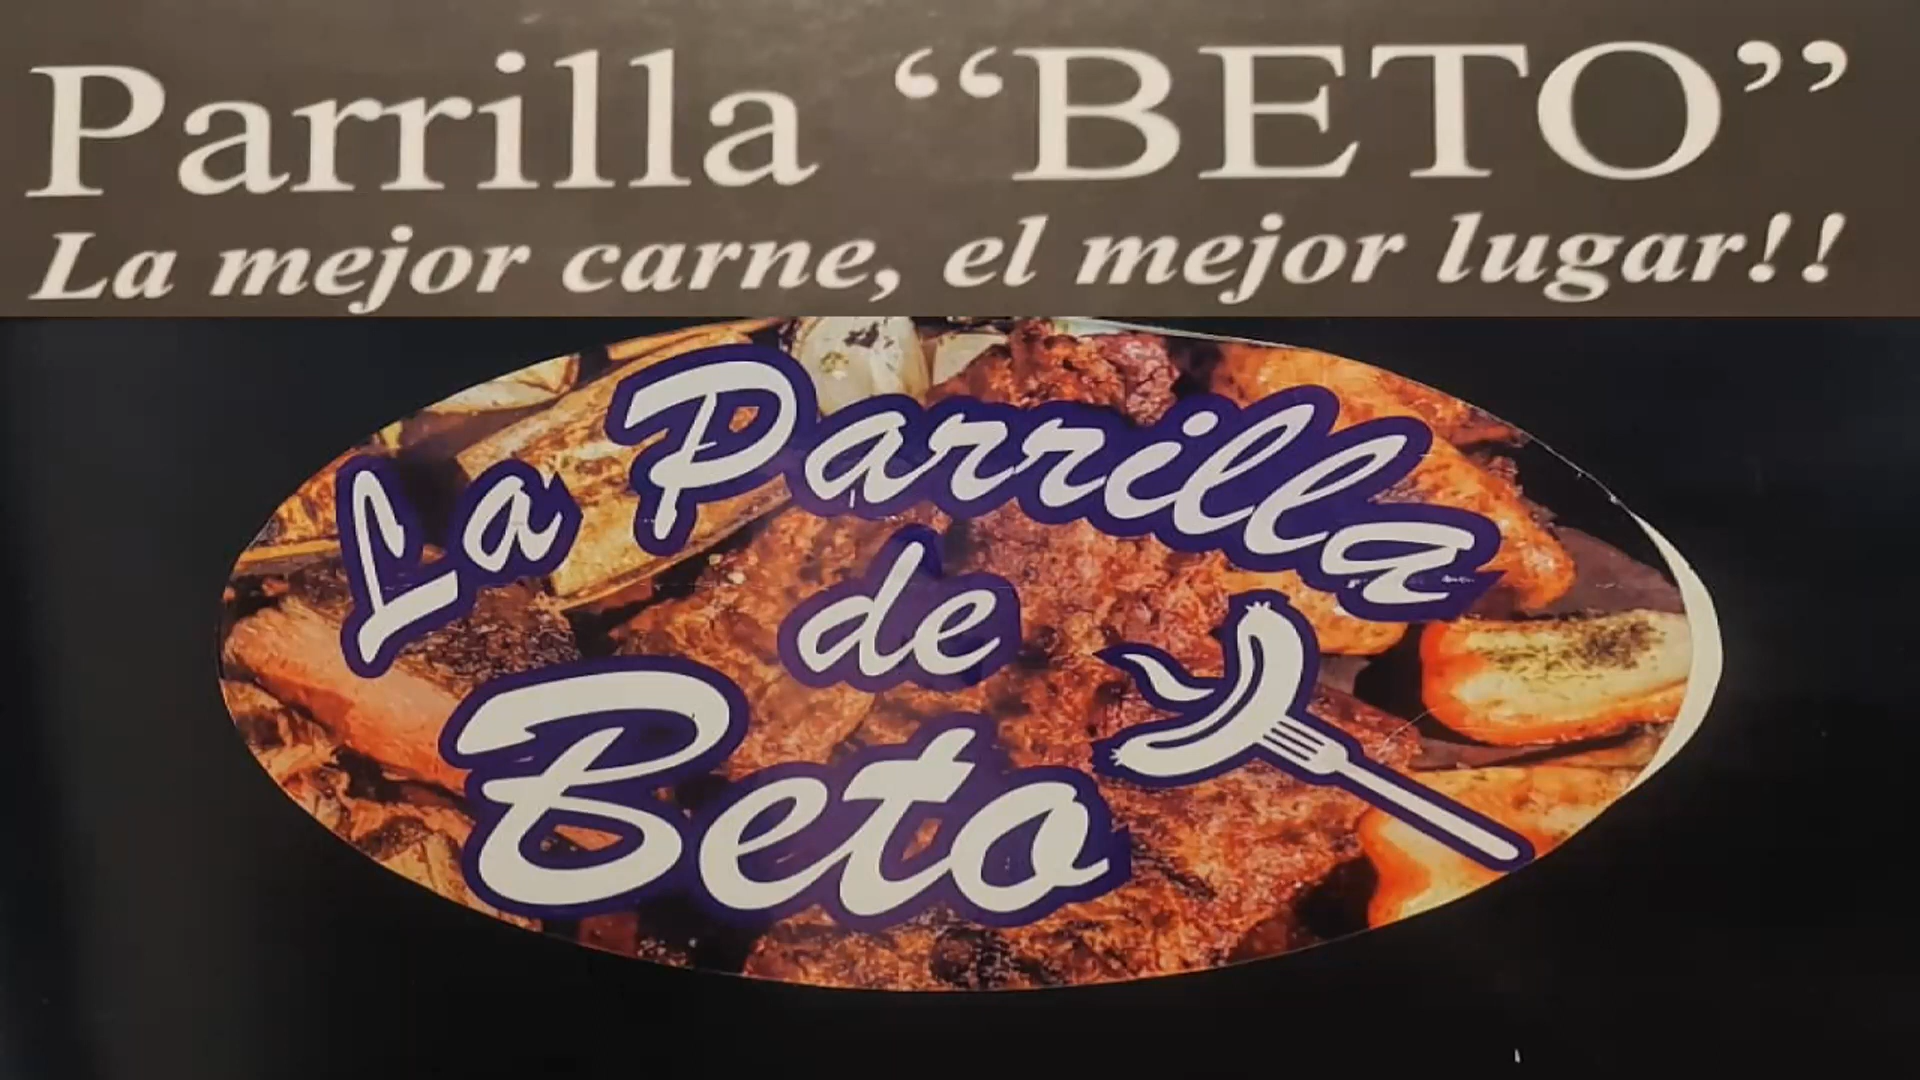 Parrilla “BETO”
La mejor carne, el mejor lugar!!
La Parrilla
de
Beto